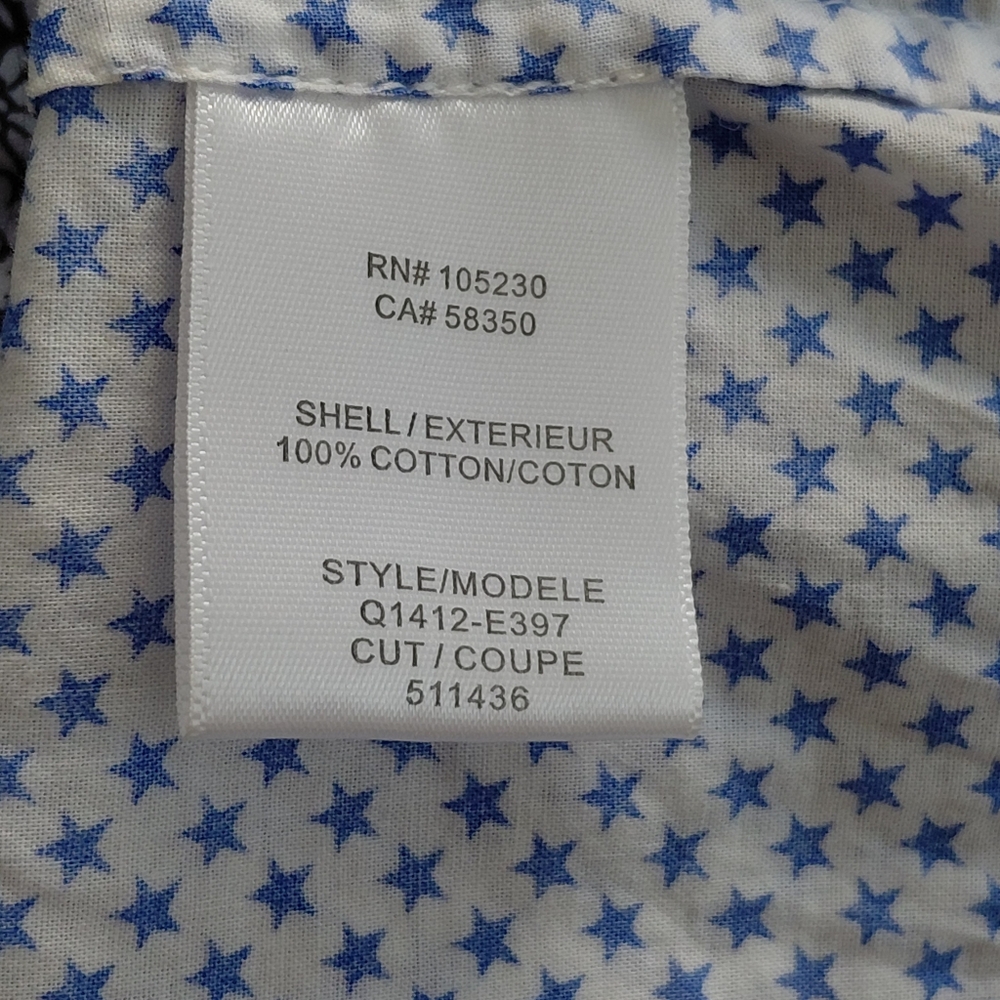 RN# 105230
CA# 58350
SHELL / EXTERIEUR
100% COTTON/COTON
STYLE/MODELE
Q1412-E397
CUT / COUPE
511436